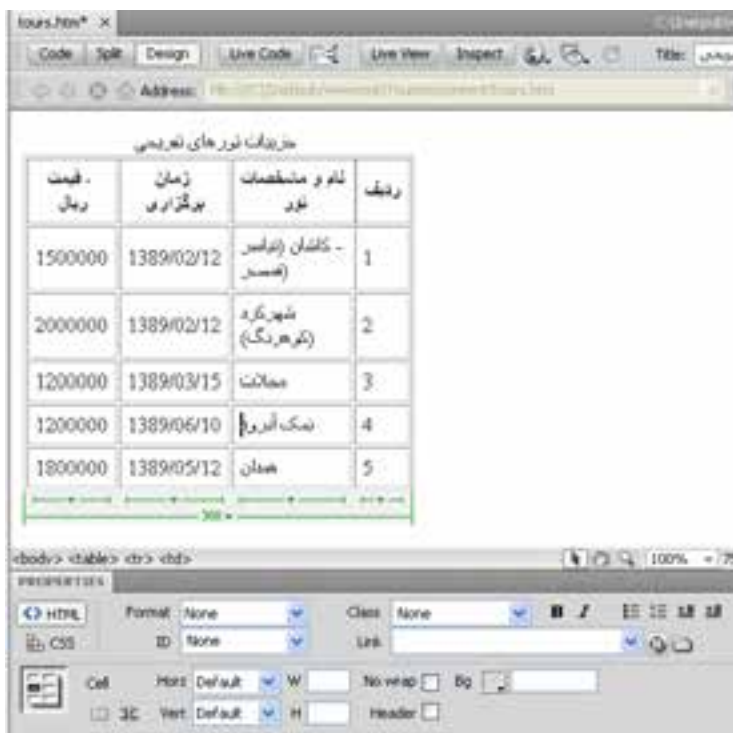 tours.htm* ×
Code Split Design Live Code Live View Inspect Title:
Address:
جزییات تور های تفریحی
ردیف نام و مشخصات تور زمان برگزاری قیمت - ریال
1 کاشان (نیاسر - قمصر) 1389/02/12 1500000
2 شهرکرد (کوهرنگ) 1389/02/12 2000000
3 محلات 1389/03/15 1200000
4 نمک آبرود 1389/06/10 1200000
5 همدان 1389/05/12 1800000
<body> <table> <tr> <td> 100%
PROPERTIES
<> HTML Format None Class None B I
CSS ID None Link
Cell Horz Default W No wrap Bg
Vert Default H Header